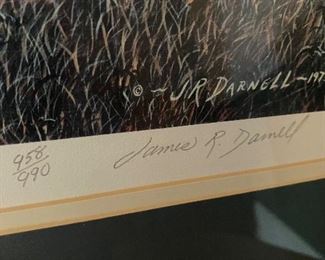 © ~ J.R. DARNELL ~ 197
958/990
James R. Darnell